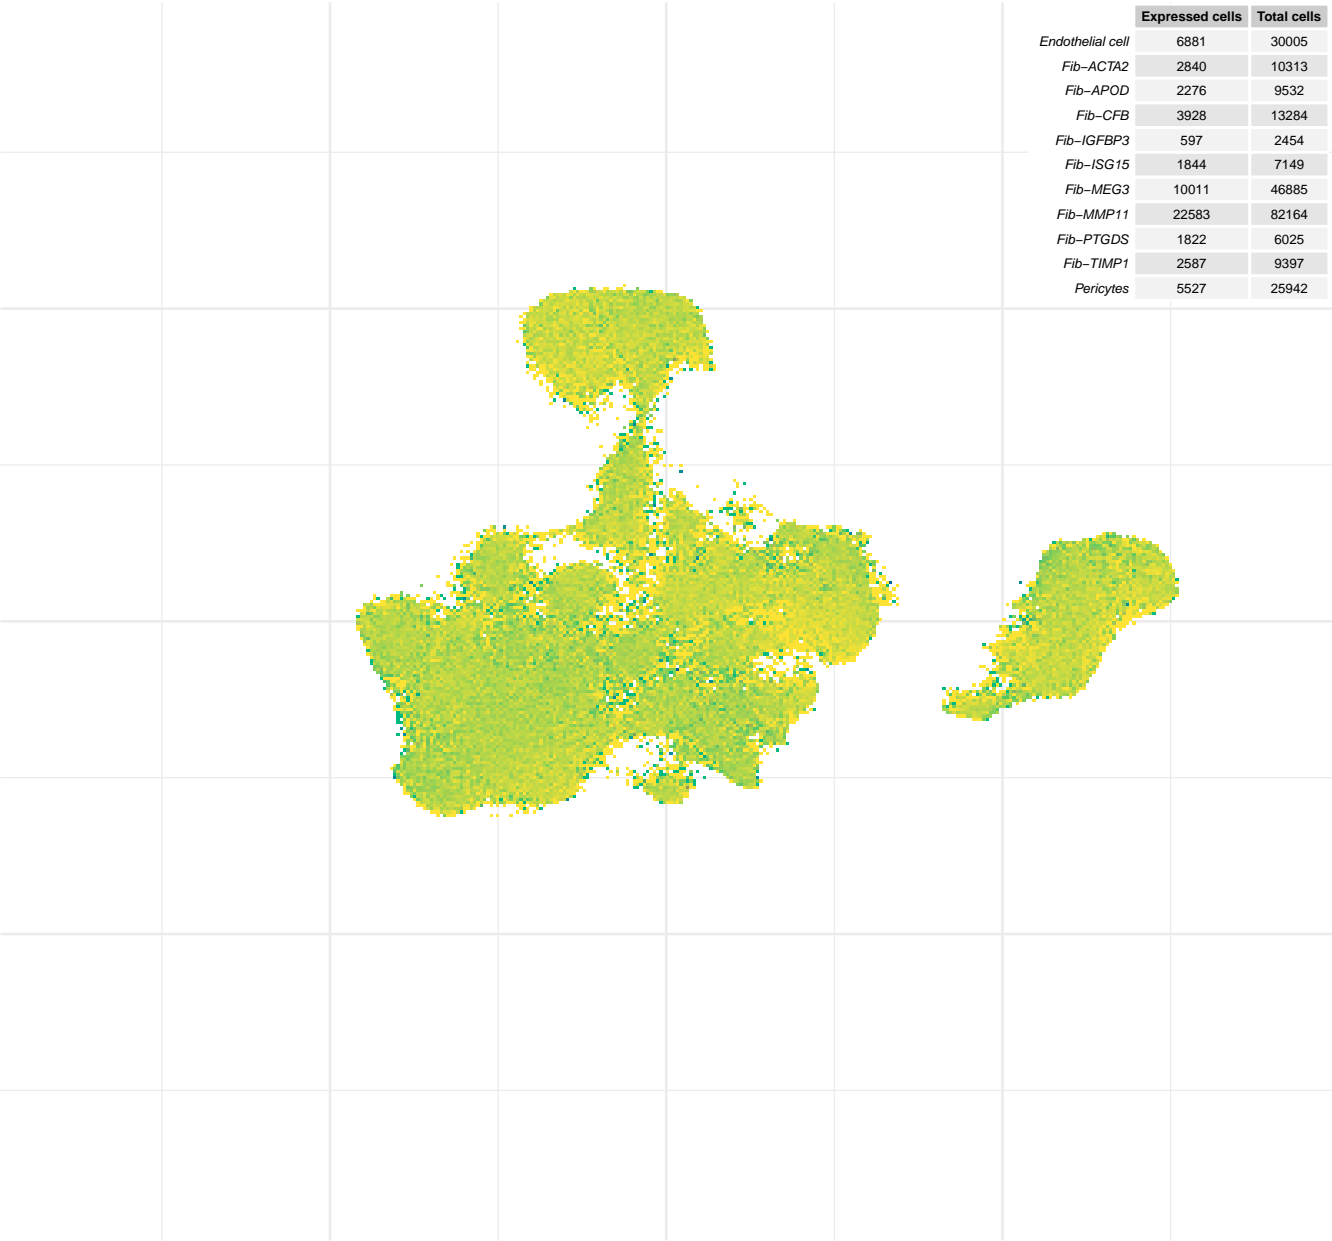 Expressed cells Total cells
Endothelial cell 6881 30005
Fib−ACTA2 2840 10313
Fib−APOD 2276 9532
Fib−CFB 3928 13284
Fib−IGFBP3 597 2454
Fib−ISG15 1844 7149
Fib−MEG3 10011 46885
Fib−MMP11 22583 82164
Fib−PTGDS 1822 6025
Fib−TIMP1 2587 9397
Pericytes 5527 25942